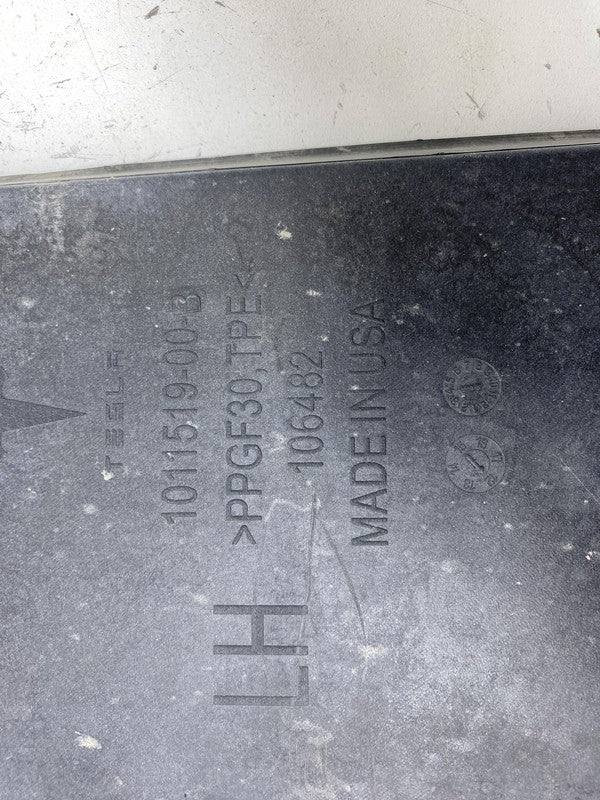 TESLA
1011519-00-B
>PPGF30,TPE<
106482
MADE IN USA
LH